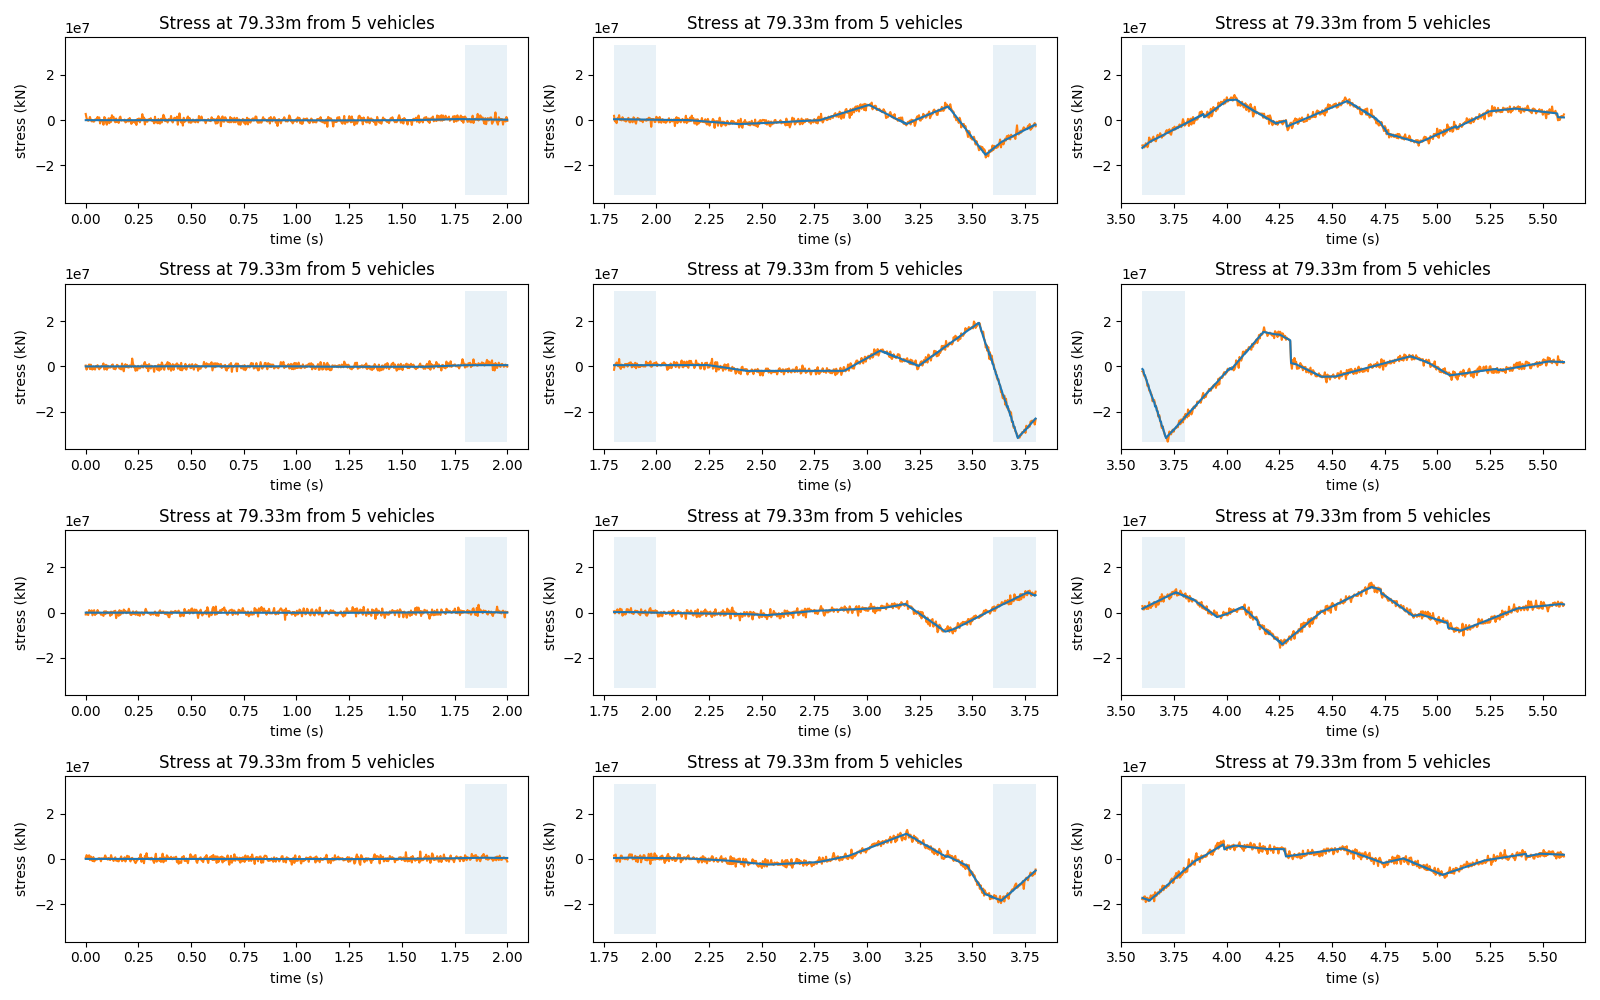 Stress at 79.33m from 5 vehicles Stress at 79.33m from 5 vehicles Stress at 79.33m from 5 vehicles
1e7 1e7 1e7
2 2 2
0 0 0
−2 −2 −2
stress (kN) stress (kN) stress (kN)
0.00 0.25 0.50 0.75 1.00 1.25 1.50 1.75 2.00 1.75 2.00 2.25 2.50 2.75 3.00 3.25 3.50 3.75 3.50 3.75 4.00 4.25 4.50 4.75 5.00 5.25 5.50
time (s) time (s) time (s)
Stress at 79.33m from 5 vehicles Stress at 79.33m from 5 vehicles Stress at 79.33m from 5 vehicles
1e7 1e7 1e7
2 2 2
0 0 0
−2 −2 −2
stress (kN) stress (kN) stress (kN)
0.00 0.25 0.50 0.75 1.00 1.25 1.50 1.75 2.00 1.75 2.00 2.25 2.50 2.75 3.00 3.25 3.50 3.75 3.50 3.75 4.00 4.25 4.50 4.75 5.00 5.25 5.50
time (s) time (s) time (s)
Stress at 79.33m from 5 vehicles Stress at 79.33m from 5 vehicles Stress at 79.33m from 5 vehicles
1e7 1e7 1e7
2 2 2
0 0 0
−2 −2 −2
stress (kN) stress (kN) stress (kN)
0.00 0.25 0.50 0.75 1.00 1.25 1.50 1.75 2.00 1.75 2.00 2.25 2.50 2.75 3.00 3.25 3.50 3.75 3.50 3.75 4.00 4.25 4.50 4.75 5.00 5.25 5.50
time (s) time (s) time (s)
Stress at 79.33m from 5 vehicles Stress at 79.33m from 5 vehicles Stress at 79.33m from 5 vehicles
1e7 1e7 1e7
2 2 2
0 0 0
−2 −2 −2
stress (kN) stress (kN) stress (kN)
0.00 0.25 0.50 0.75 1.00 1.25 1.50 1.75 2.00 1.75 2.00 2.25 2.50 2.75 3.00 3.25 3.50 3.75 3.50 3.75 4.00 4.25 4.50 4.75 5.00 5.25 5.50
time (s) time (s) time (s)